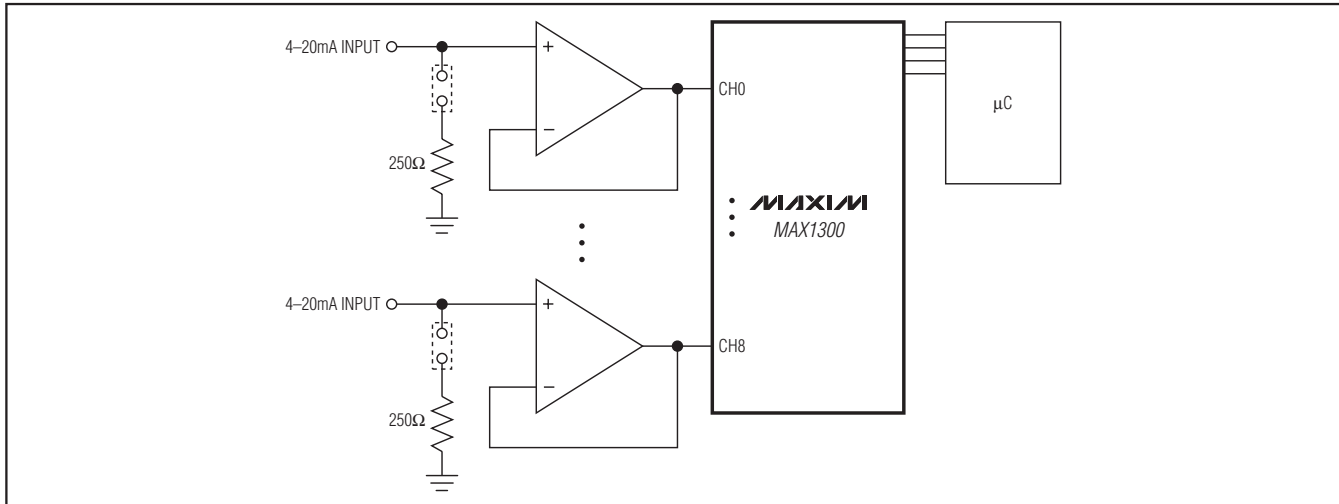 4–20mA INPUT
+
–
250Ω
CH0
μC
MAXIM
MAX1300
4–20mA INPUT
+
–
250Ω
CH8